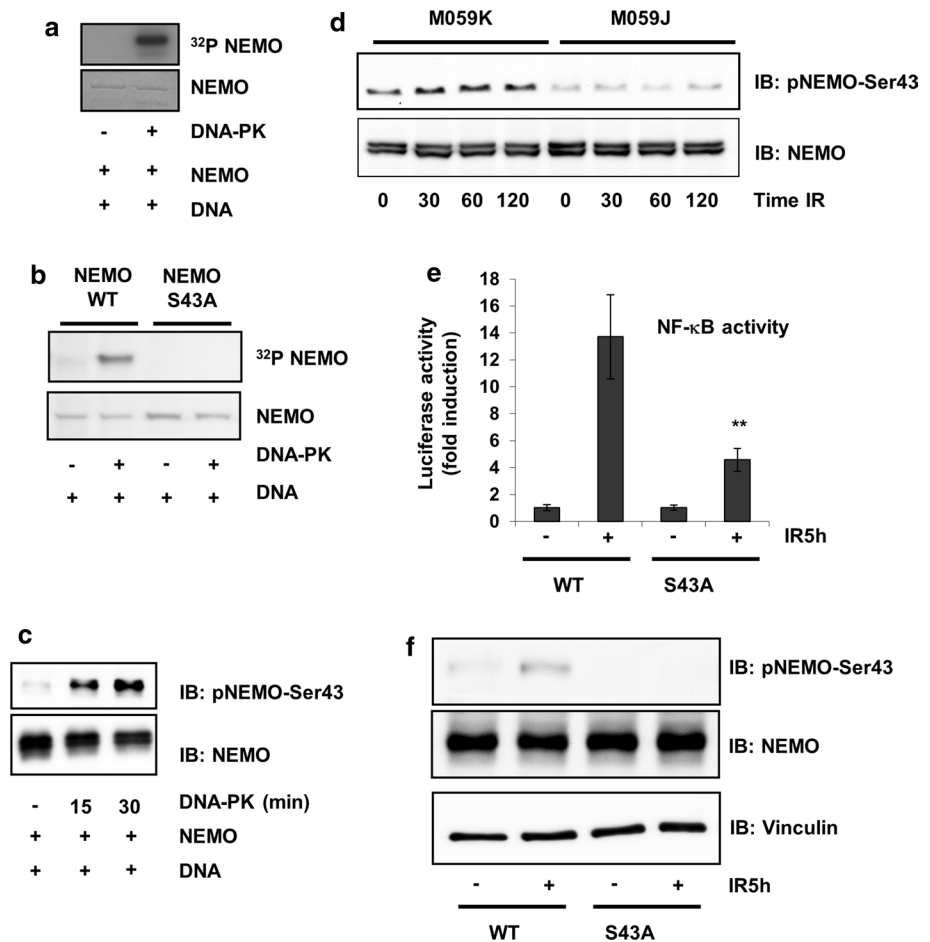 a
³²P NEMO
NEMO
- + DNA-PK
+ + NEMO
+ + DNA
b
NEMO WT
NEMO S43A
³²P NEMO
NEMO
- + - + DNA-PK
+ + + + DNA
c
IB: pNEMO-Ser43
IB: NEMO
- 15 30 DNA-PK (min)
+ + + NEMO
+ + + DNA
d
M059K M059J
IB: pNEMO-Ser43
IB: NEMO
0 30 60 120 0 30 60 120 Time IR
e
Luciferase activity
(fold induction)
18
16
14
12
10
8
6
4
2
0
NF-κB activity
**
- + - + IR5h
WT S43A
f
IB: pNEMO-Ser43
IB: NEMO
IB: Vinculin
- + - + IR5h
WT S43A